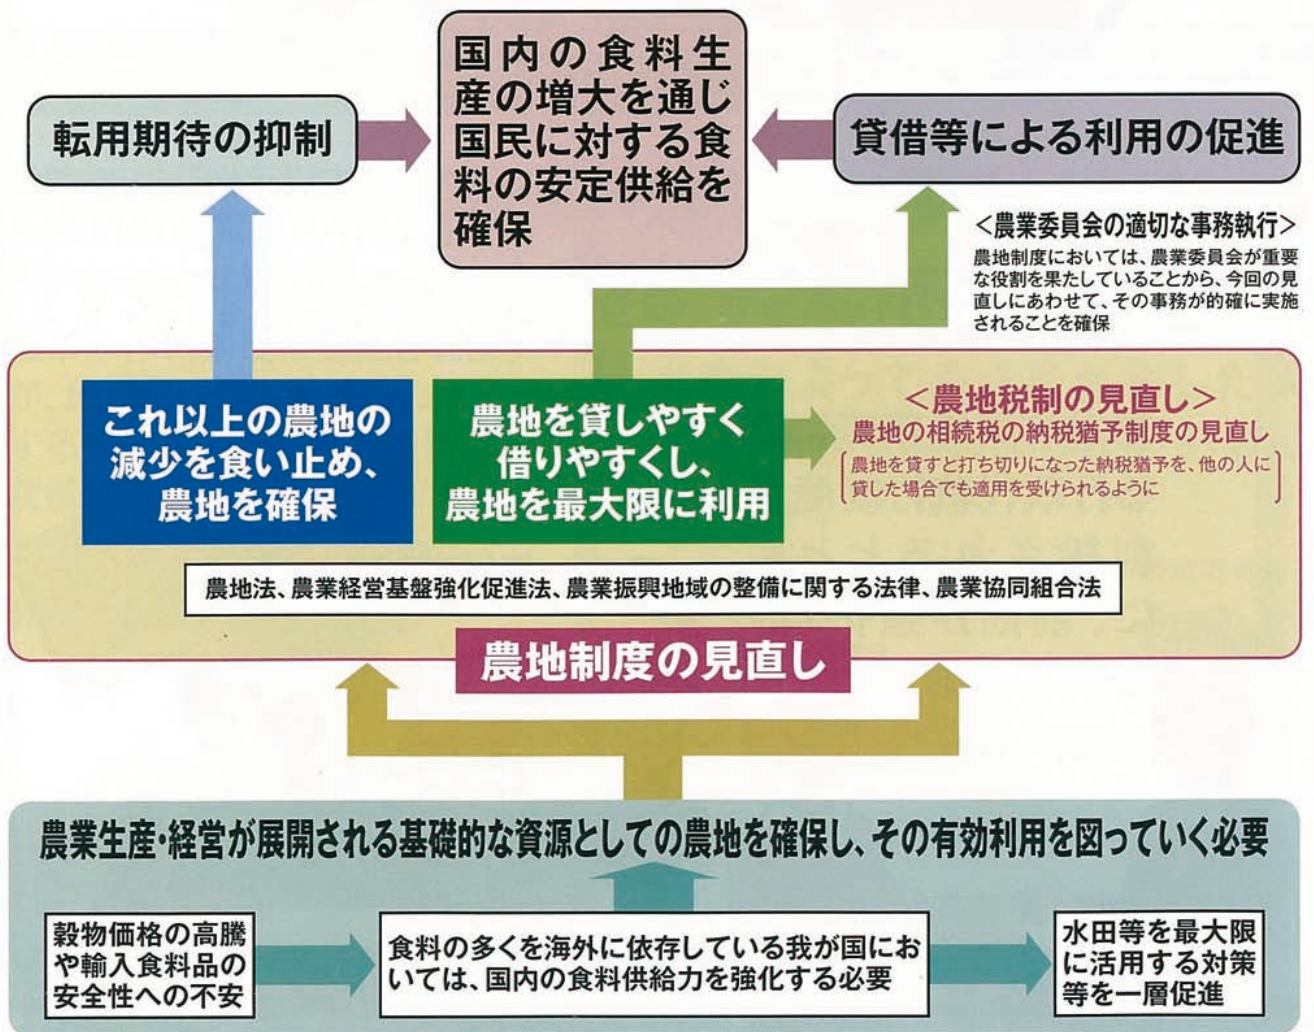 国内の食料生
産の増大を通じ
国民に対する食
料の安定供給を
確保
転用期待の抑制
貸借等による利用の促進
＜農業委員会の適切な事務執行＞
農地制度においては、農業委員会が重要
な役割を果たしていることから、今回の見
直しにあわせて、その事務が的確に実施
されることを確保
これ以上の農地の
減少を食い止め、
農地を確保
農地を貸しやすく
借りやすくし、
農地を最大限に利用
＜農地税制の見直し＞
農地の相続税の納税猶予制度の見直し
農地を貸すと打ち切りになった納税猶予を、他の人に
貸した場合でも適用を受けられるように
農地法、農業経営基盤強化促進法、農業振興地域の整備に関する法律、農業協同組合法
農地制度の見直し
農業生産・経営が展開される基礎的な資源としての農地を確保し、その有効利用を図っていく必要
穀物価格の高騰
や輸入食料品の
安全性への不安
食料の多くを海外に依存している我が国にお
いては、国内の食料供給力を強化する必要
水田等を最大限
に活用する対策
等を一層促進